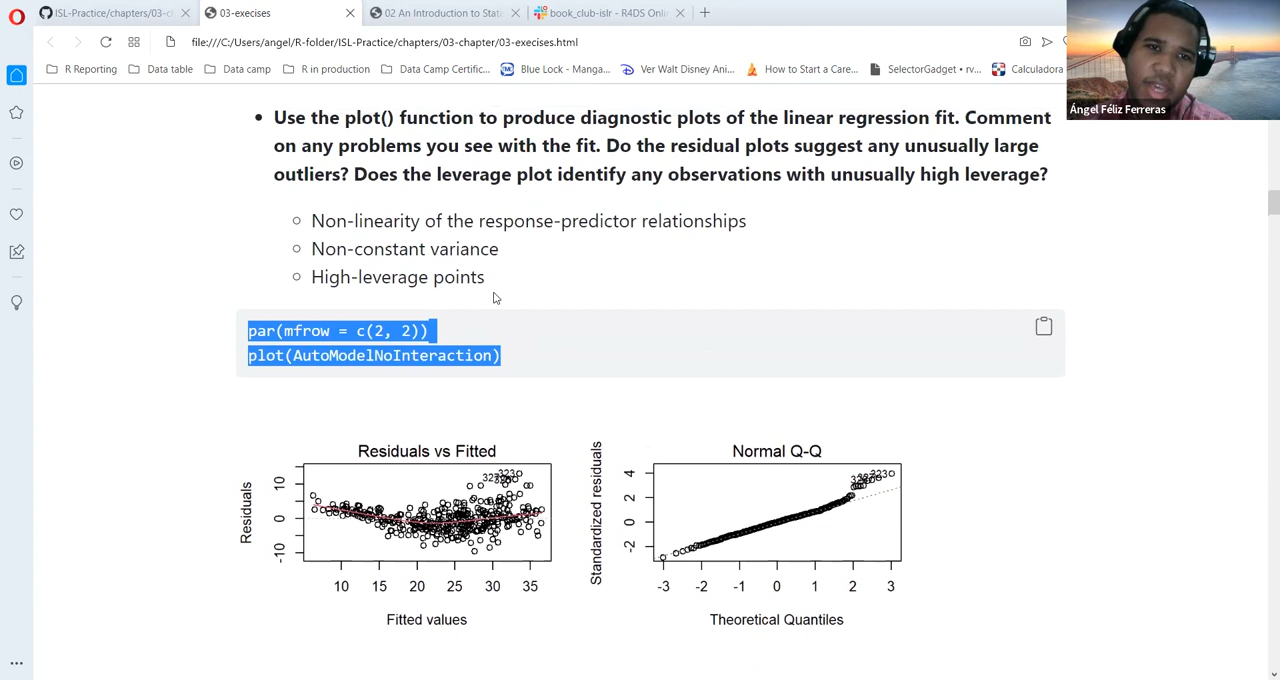 ISL-Practice/chapters/03-c
03-execises
02 An Introduction to Stat
book_club-islr - R4DS Onli
file:///C:/Users/angel/R-folder/ISL-Practice/chapters/03-chapter/03-execises.html
R Reporting
Data table
Data camp
R in production
Data Camp Certific...
Blue Lock - Manga...
Ver Walt Disney Ani...
How to Start a Care...
SelectorGadget • rv...
Calculadora
Ángel Féliz Ferreras
• Use the plot() function to produce diagnostic plots of the linear regression fit. Comment
on any problems you see with the fit. Do the residual plots suggest any unusually large
outliers? Does the leverage plot identify any observations with unusually high leverage?
Non-linearity of the response-predictor relationships
Non-constant variance
High-leverage points
par(mfrow = c(2, 2))
plot(AutoModelNoInteraction)
Residuals vs Fitted
Residuals
10
0
-10
323
10 15 20 25 30 35
Fitted values
Normal Q-Q
Standardized residuals
4
2
0
-2
323
-3 -2 -1 0 1 2 3
Theoretical Quantiles